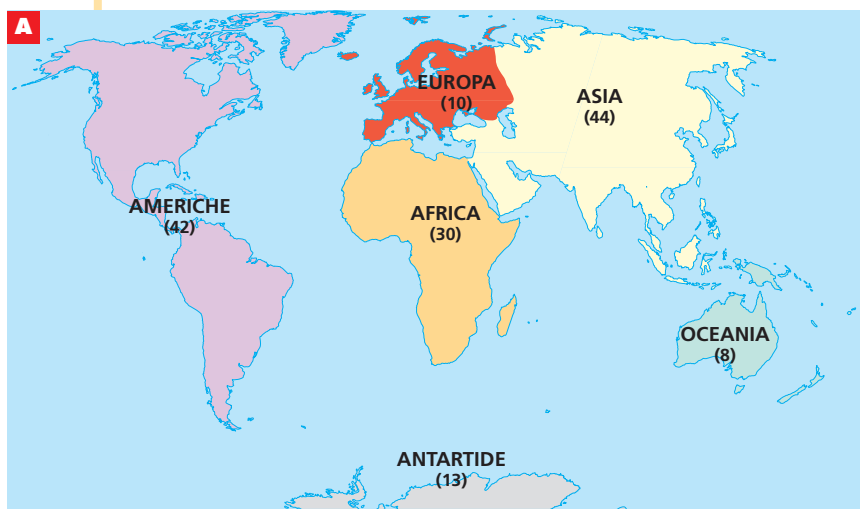 A
EUROPA
(10)
ASIA
(44)
AMERICHE
(42)
AFRICA
(30)
OCEANIA
(8)
ANTARTIDE
(13)